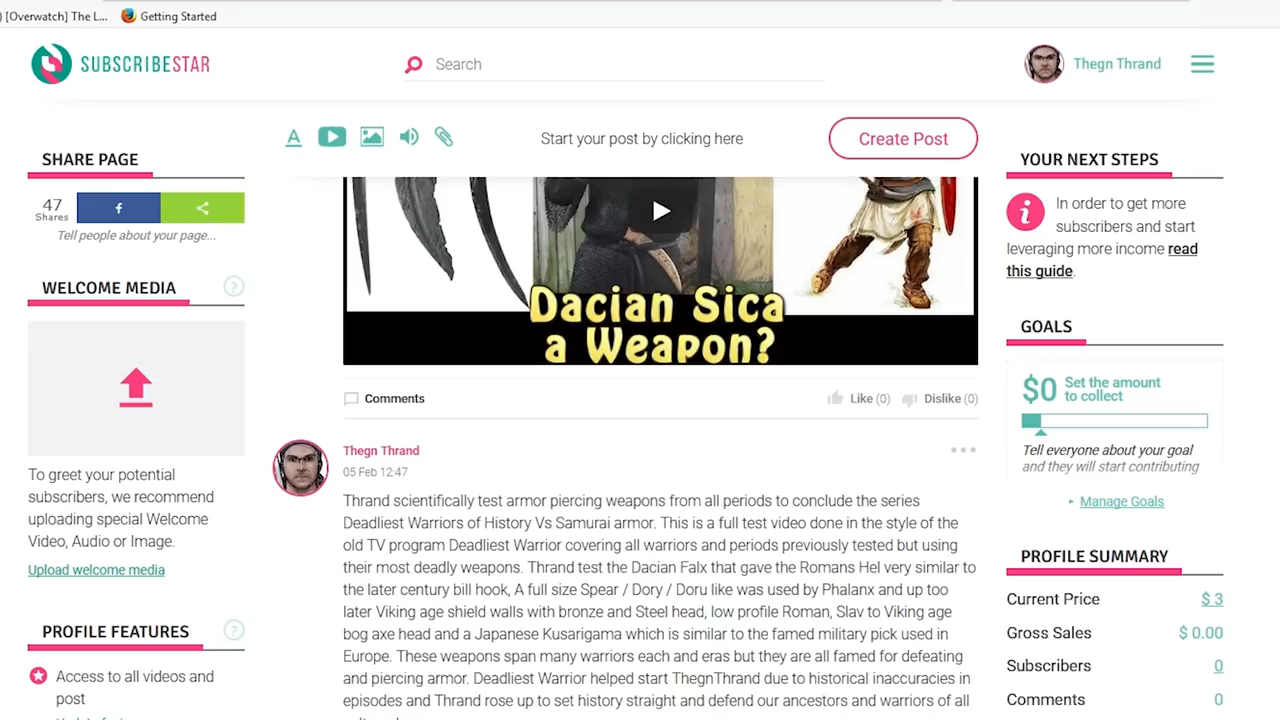 [Overwatch] The L...
Getting Started
SUBSCRIBESTAR
Search
Thegn Thrand
SHARE PAGE
47
Shares
Tell people about your page...
WELCOME MEDIA
?
To greet your potential
subscribers, we recommend
uploading special Welcome
Video, Audio or Image.
Upload welcome media
PROFILE FEATURES
?
Access to all videos and
post
A
Start your post by clicking here
Create Post
Dacian Sica
a Weapon?
Comments
Like (0)
Dislike (0)
Thegn Thrand
05 Feb 12:47
Thrand scientifically test armor piercing weapons from all periods to conclude the series
Deadliest Warriors of History Vs Samurai armor. This is a full test video done in the style of the
old TV program Deadliest Warrior covering all warriors and periods previously tested but using
their most deadly weapons. Thrand test the Dacian Falx that gave the Romans Hel very similar to
the later century bill hook, A full size Spear / Dory / Doru like was used by Phalanx and up too
later Viking age shield walls with bronze and Steel head, low profile Roman, Slav to Viking age
bog axe head and a Japanese Kusarigama which is similar to the famed military pick used in
Europe. These weapons span many warriors each and eras but they are all famed for defeating
and piercing armor. Deadliest Warrior helped start ThegnThrand due to historical inaccuracies in
episodes and Thrand rose up to set history straight and defend our ancestors and warriors of all
YOUR NEXT STEPS
In order to get more
subscribers and start
leveraging more income read
this guide.
GOALS
$0 Set the amount
to collect
Tell everyone about your goal
and they will start contributing
Manage Goals
PROFILE SUMMARY
Current Price $ 3
Gross Sales $ 0.00
Subscribers 0
Comments 0